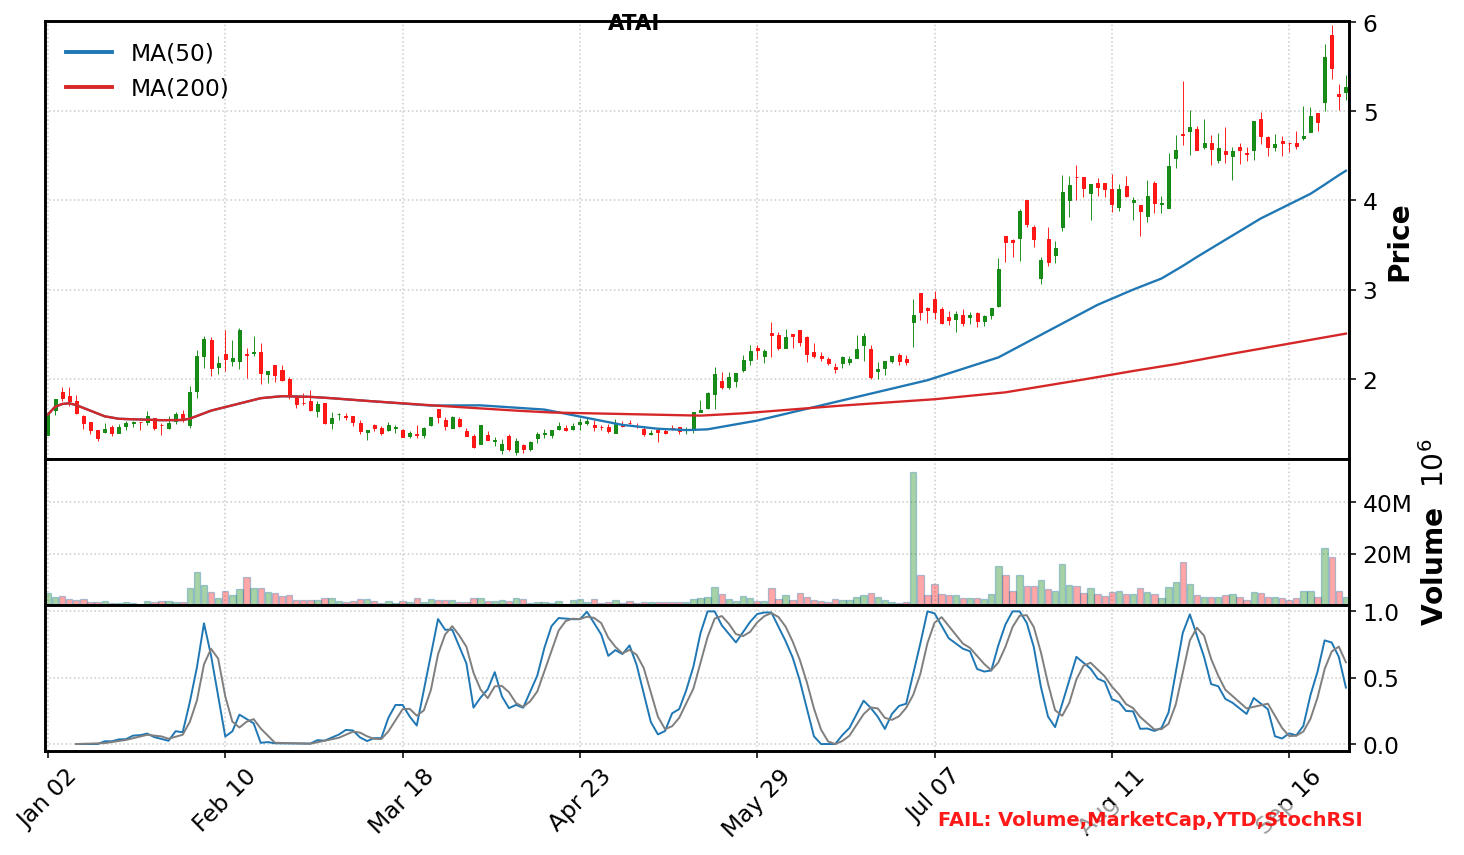 ATAI
MA(50)
MA(200)
6
5
4
3
2
Price
10^6
40M
20M
Volume
1.0
0.5
0.0
Jan 02
Feb 10
Mar 18
Apr 23
May 29
Jul 07
Aug 11
Sep 16
FAIL: Volume,MarketCap,YTD,StochRSI